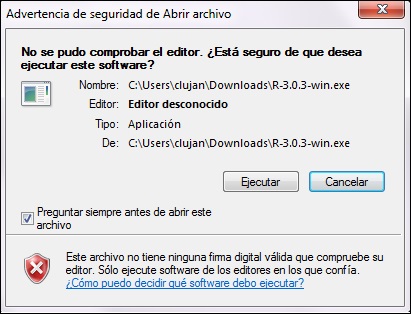 Advertencia de seguridad de Abrir archivo
No se pudo comprobar el editor. ¿Está seguro de que desea
ejecutar este software?
Nombre: C:\Users\clujan\Downloads\R-3.0.3-win.exe
Editor: Editor desconocido
Tipo: Aplicación
De: C:\Users\clujan\Downloads\R-3.0.3-win.exe
Ejecutar Cancelar
Preguntar siempre antes de abrir este
archivo
Este archivo no tiene ninguna firma digital válida que compruebe su
editor. Sólo ejecute software de los editores en los que confía.
¿Cómo puedo decidir qué software debo ejecutar?